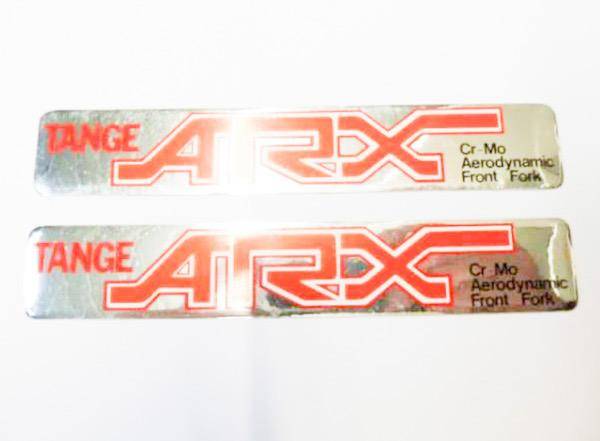 TANGE ARX
Cr-Mo
Aerodynamic
Front Fork
TANGE ARX
Cr Mo
Aerodynamic
Front Fork